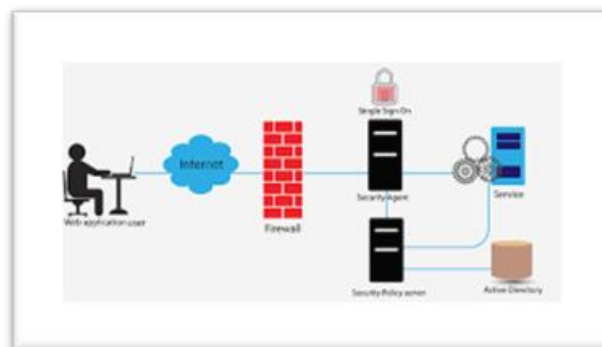 Single Sign On
Internet
Web application user
Firewall
Security Agent
Service
Security Policy server
Active Directory